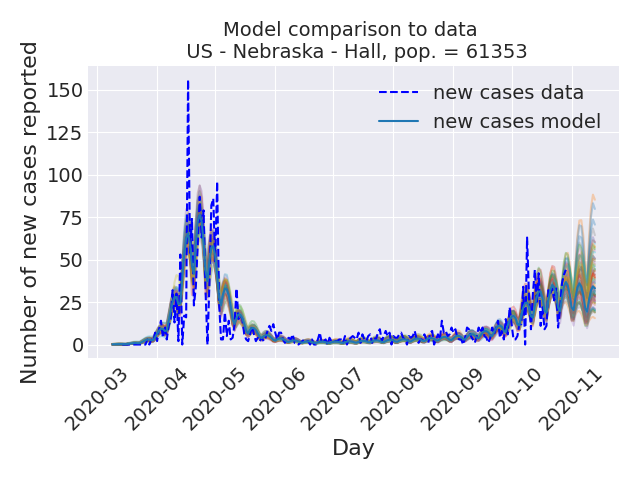 Model comparison to data
US - Nebraska - Hall, pop. = 61353
Number of new cases reported
150
125
100
75
50
25
0
new cases data
new cases model
2020-03
2020-04
2020-05
2020-06
2020-07
2020-08
2020-09
2020-10
2020-11
Day